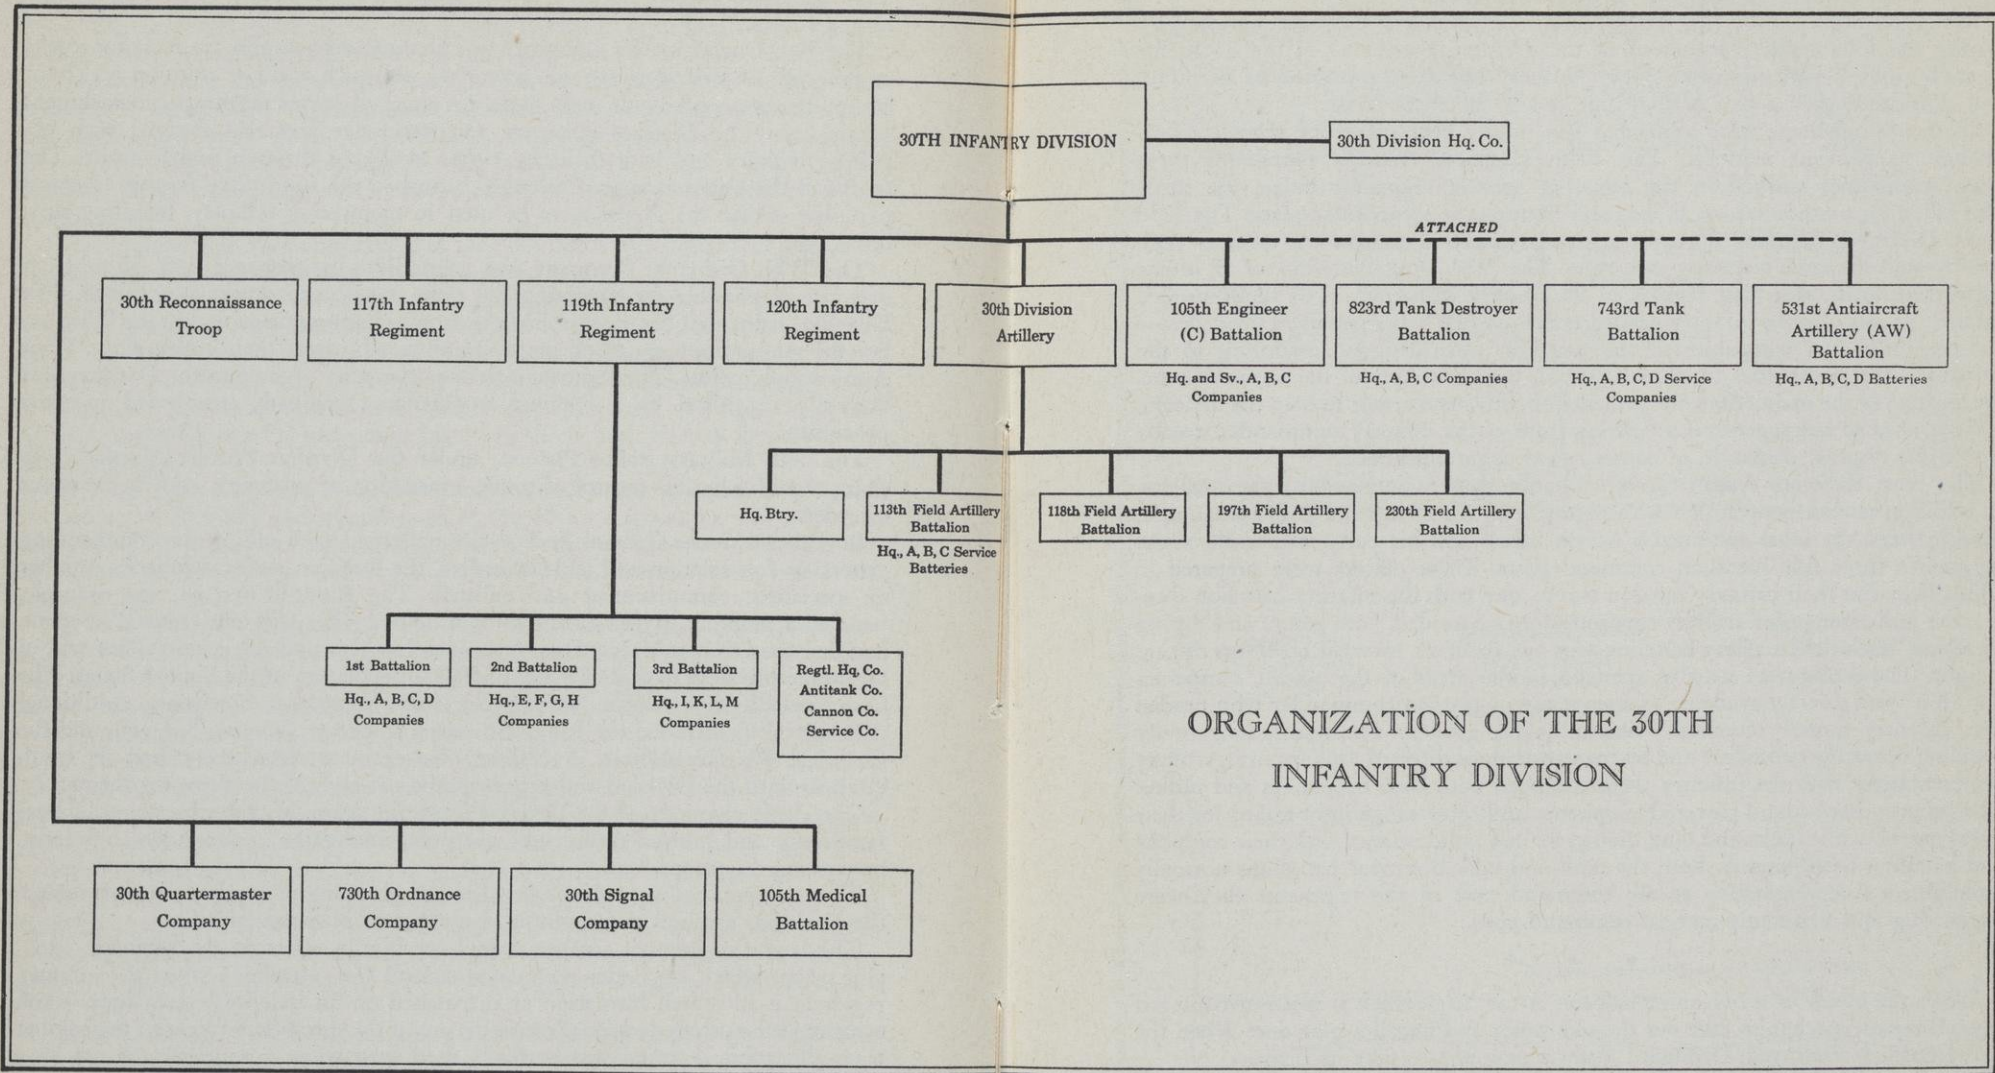 30TH INFANTRY DIVISION
30th Division Hq. Co.
ATTACHED
30th Reconnaissance
Troop
117th Infantry
Regiment
119th Infantry
Regiment
120th Infantry
Regiment
30th Division
Artillery
105th Engineer
(C) Battalion
Hq. and Sv., A, B, C
Companies
823rd Tank Destroyer
Battalion
Hq., A, B, C Companies
743rd Tank
Battalion
Hq., A, B, C, D Service
Companies
531st Antiaircraft
Artillery (AW)
Battalion
Hq., A, B, C, D Batteries
Hq. Btry.
113th Field Artillery
Battalion
Hq., A, B, C Service
Batteries
118th Field Artillery
Battalion
197th Field Artillery
Battalion
230th Field Artillery
Battalion
1st Battalion
Hq., A, B, C, D
Companies
2nd Battalion
Hq., E, F, G, H
Companies
3rd Battalion
Hq., I, K, L, M
Companies
Regtl. Hq, Co.
Antitank Co.
Cannon Co.
Service Co.
ORGANIZATION OF THE 30TH
INFANTRY DIVISION
30th Quartermaster
Company
730th Ordnance
Company
30th Signal
Company
105th Medical
Battalion